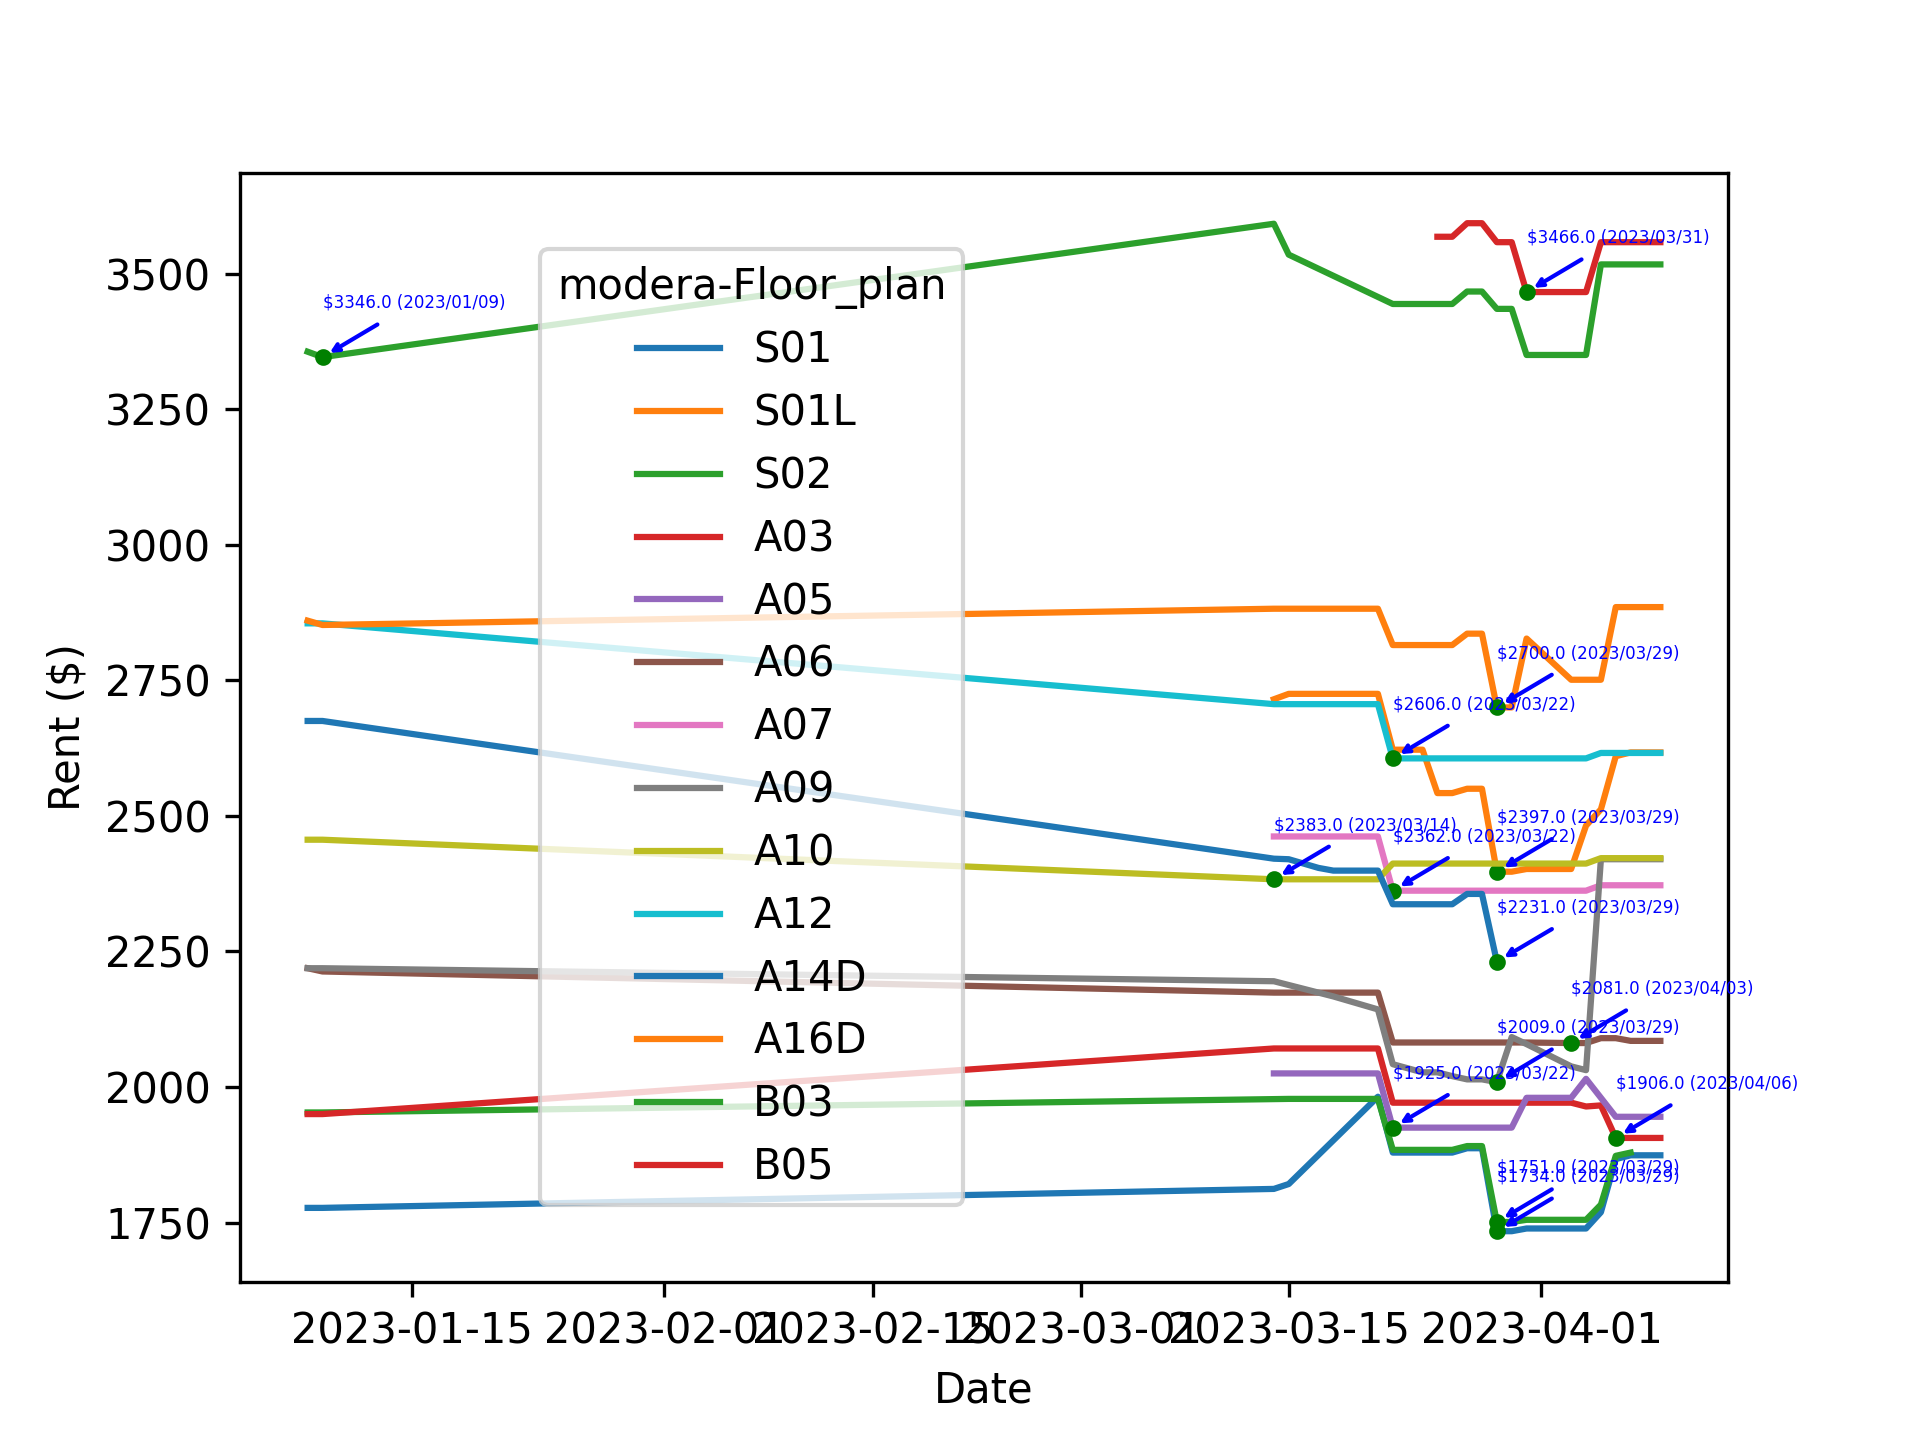 $3466.0 (2023/03/31)
3500
modera-Floor_plan
$3346.0 (2023/01/09)
S01
3250
S01L
S02
3000
A03
A05
$2700.0 (2023/03/29)
2750
A06
$2606.0 (2023/03/22)
A07
A09
2500
$2397.0 (2023/03/29)
$2383.0 (2023/03/14)
$2362.0 (2023/03/22)
A10
A12
$2231.0 (2023/03/29)
2250
A14D
$2081.0 (2023/04/03)
$2009.0 (2023/03/29)
A16D
$1925.0 (2023/03/22)
2000
$1906.0 (2023/04/06)
B03
B05
$1751.0 (2023/03/29)
$1734.0 (2023/03/29)
1750
Rent ($)
2023-01-15 2023-02-01 2023-02-15 2023-03-01 2023-03-15 2023-04-01
Date